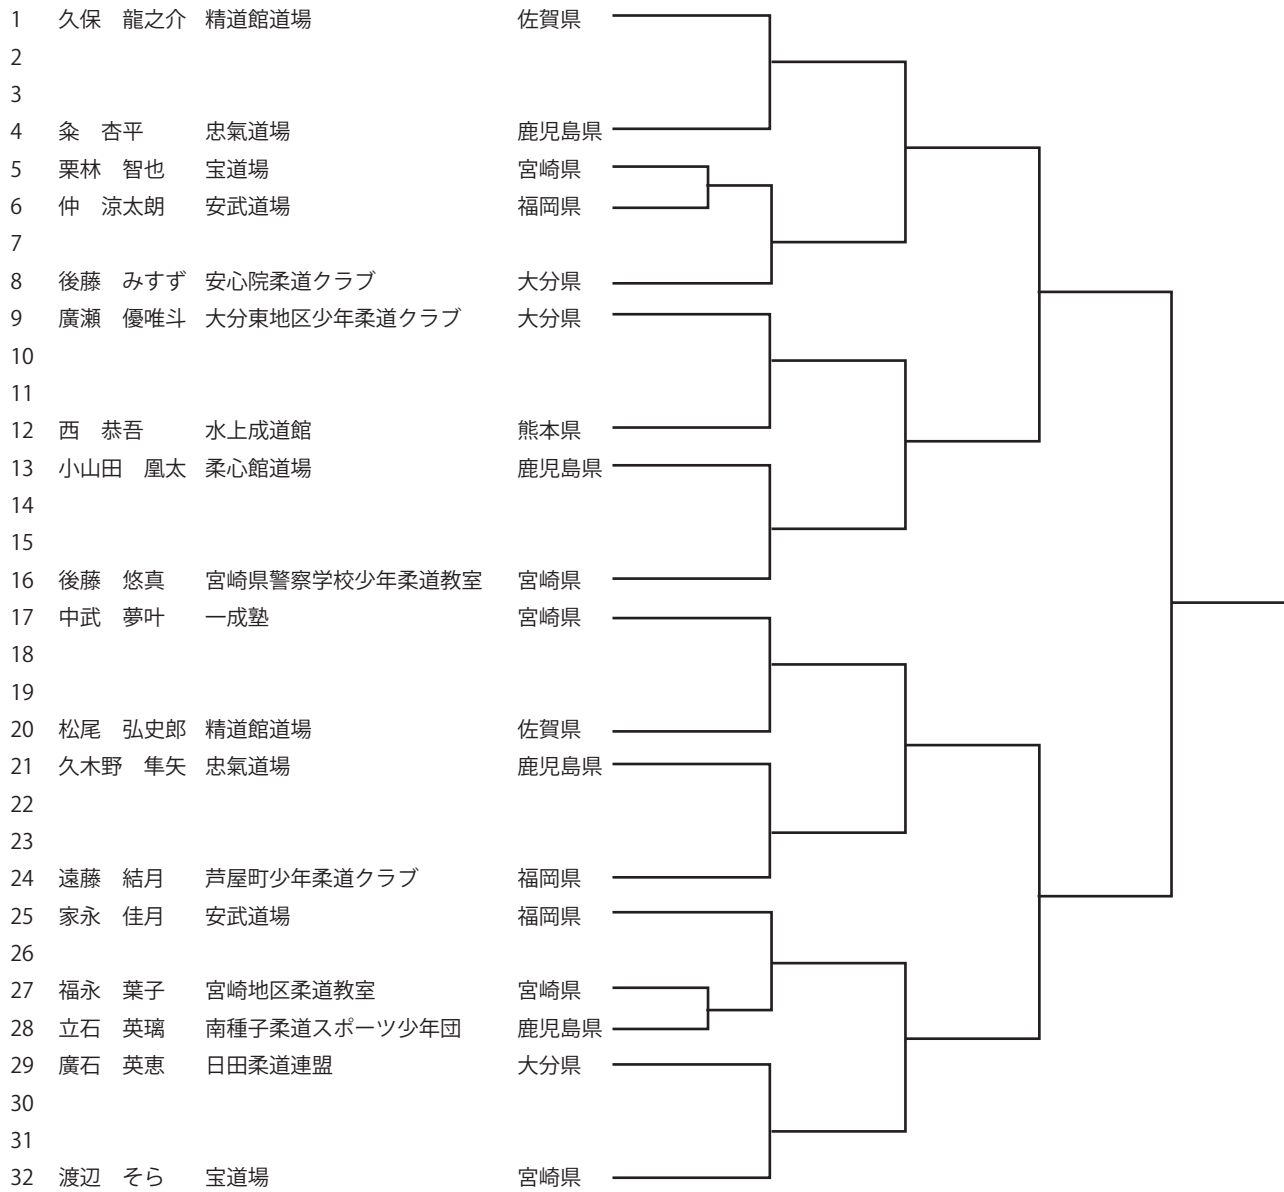 1 久保　龍之介 精道館道場 佐賀県
2
3
4 粂　杏平 忠氣道場 鹿児島県
5 栗林　智也 宝道場 宮崎県
6 仲　涼太朗 安武道場 福岡県
7
8 後藤　みすず 安心院柔道クラブ 大分県
9 廣瀬　優唯斗 大分東地区少年柔道クラブ 大分県
10
11
12 西　恭吾 水上成道館 熊本県
13 小山田　凰太 柔心館道場 鹿児島県
14
15
16 後藤　悠真 宮崎県警察学校少年柔道教室 宮崎県
17 中武　夢叶 一成塾 宮崎県
18
19
20 松尾　弘史郎 精道館道場 佐賀県
21 久木野　隼矢 忠氣道場 鹿児島県
22
23
24 遠藤　結月 芦屋町少年柔道クラブ 福岡県
25 家永　佳月 安武道場 福岡県
26
27 福永　葉子 宮崎地区柔道教室 宮崎県
28 立石　英璃 南種子柔道スポーツ少年団 鹿児島県
29 廣石　英恵 日田柔道連盟 大分県
30
31
32 渡辺　そら 宝道場 宮崎県